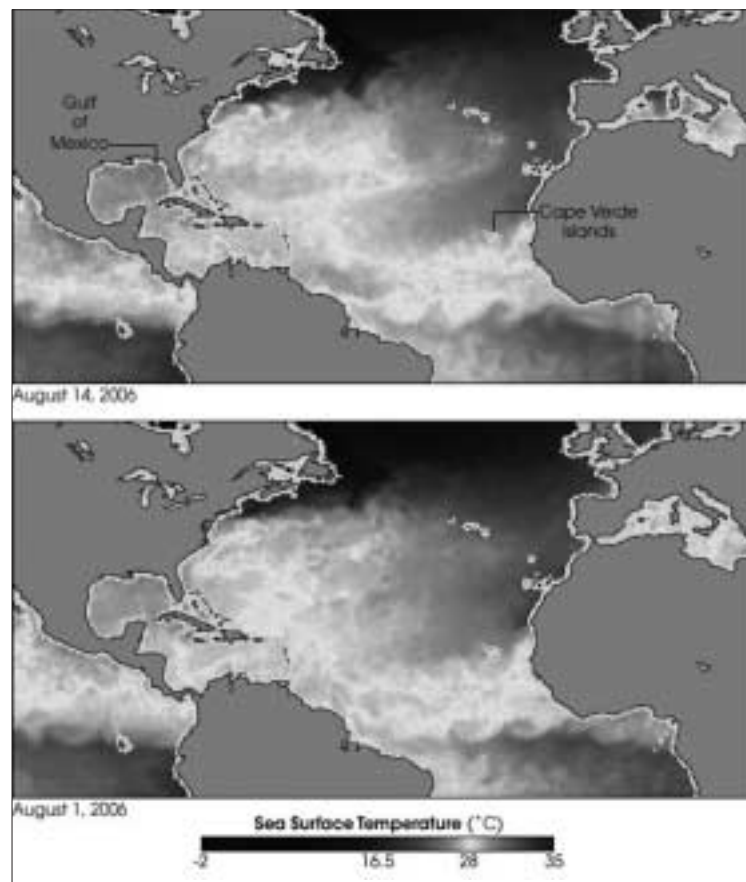 Gulf
of
Mexico
Cape Verde
Islands
August 14, 2006
August 1, 2006
Sea Surface Temperature (°C)
-2 16.5 28 35